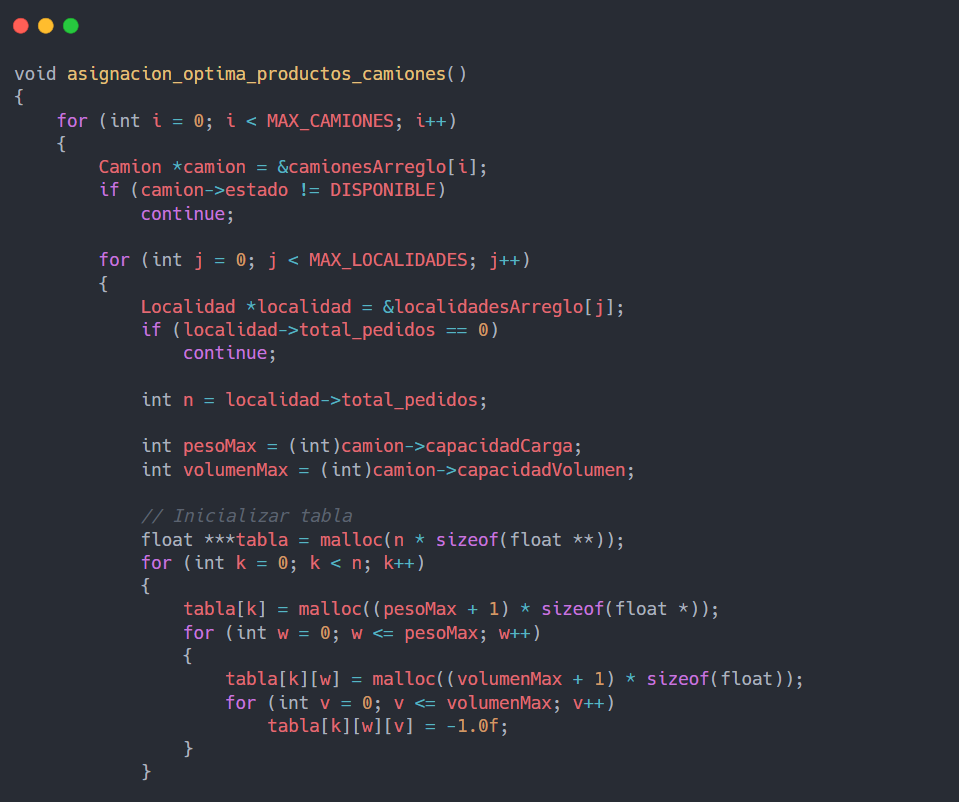 void asignacion_optima_productos_camiones()
{
    for (int i = 0; i < MAX_CAMIONES; i++)
    {
        Camion *camion = &camionesArreglo[i];
        if (camion->estado != DISPONIBLE)
            continue;

        for (int j = 0; j < MAX_LOCALIDADES; j++)
        {
            Localidad *localidad = &localidadesArreglo[j];
            if (localidad->total_pedidos == 0)
                continue;

            int n = localidad->total_pedidos;

            int pesoMax = (int)camion->capacidadCarga;
            int volumenMax = (int)camion->capacidadVolumen;

            // Inicializar tabla
            float ***tabla = malloc(n * sizeof(float **));
            for (int k = 0; k < n; k++)
            {
                tabla[k] = malloc((pesoMax + 1) * sizeof(float *));
                for (int w = 0; w <= pesoMax; w++)
                {
                    tabla[k][w] = malloc((volumenMax + 1) * sizeof(float));
                    for (int v = 0; v <= volumenMax; v++)
                        tabla[k][w][v] = -1.0f;
                }
            }